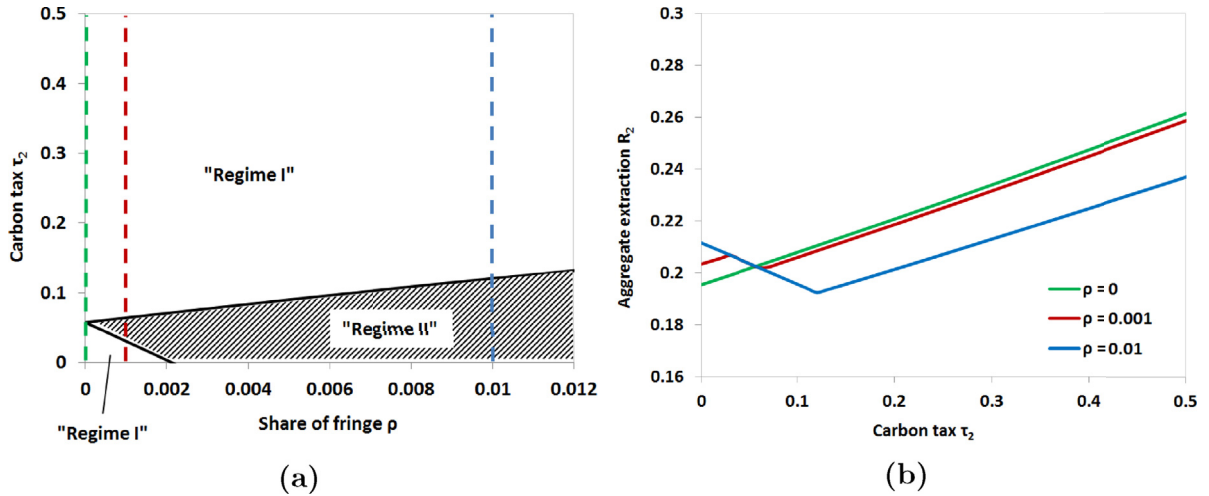 0.5
0.4
0.3
0.2
0.1
0
Carbon tax τ₂
"Regime I"
"Regime II"
0 0.002 0.004 0.006 0.008 0.01 0.012
"Regime I"
Share of fringe ρ
(a)
0.3
0.28
0.26
0.24
0.22
0.2
0.18
0.16
Aggregate extraction R₂
ρ = 0
ρ = 0.001
ρ = 0.01
0 0.1 0.2 0.3 0.4 0.5
Carbon tax τ₂
(b)